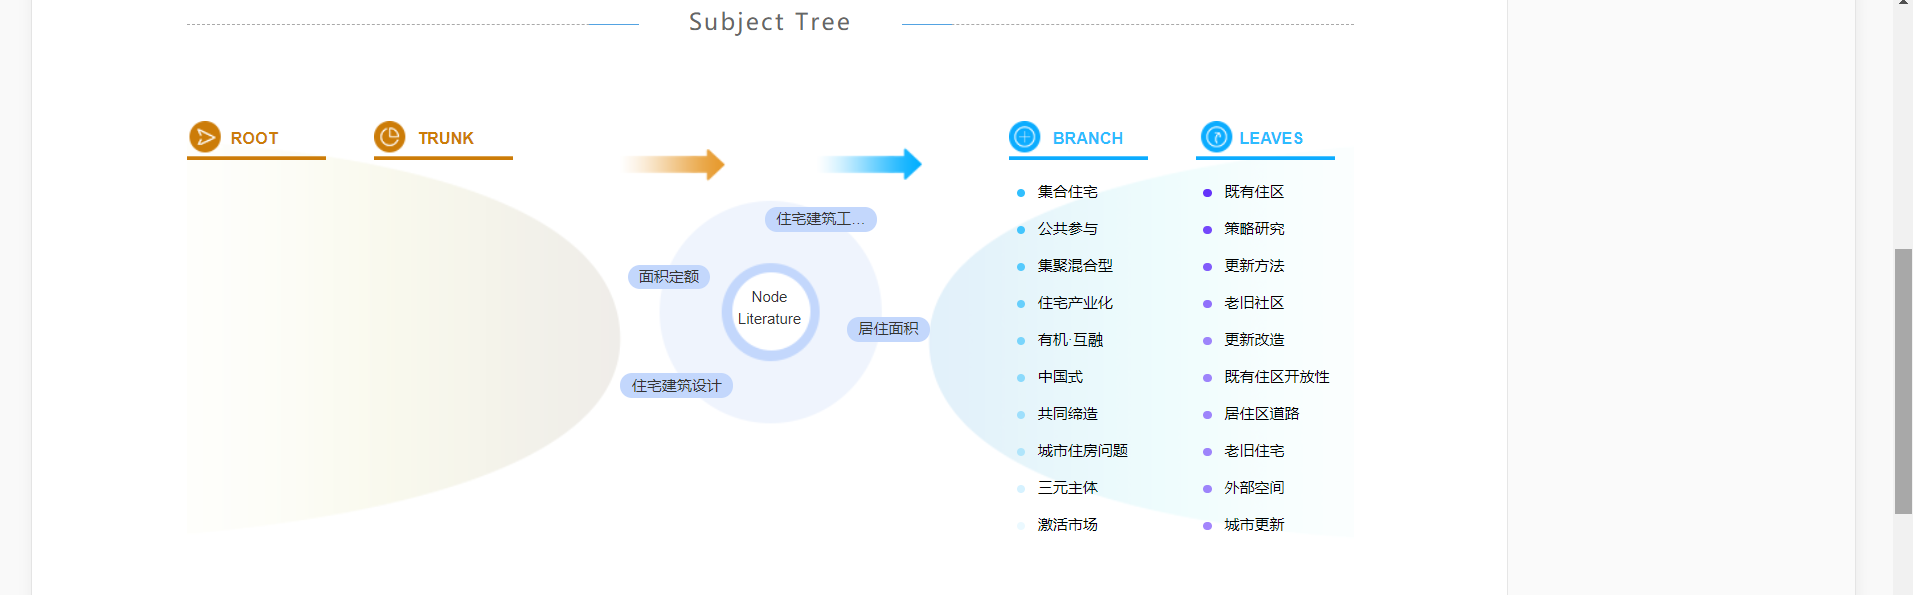 Subject Tree
ROOT
TRUNK
BRANCH
LEAVES
住宅建筑工...
面积定额
Node
Literature
居住面积
住宅建筑设计
集合住宅
公共参与
集聚混合型
住宅产业化
有机·互融
中国式
共同缔造
城市住房问题
三元主体
激活市场
既有住区
策略研究
更新方法
老旧社区
更新改造
既有住区开放性
居住区道路
老旧住宅
外部空间
城市更新